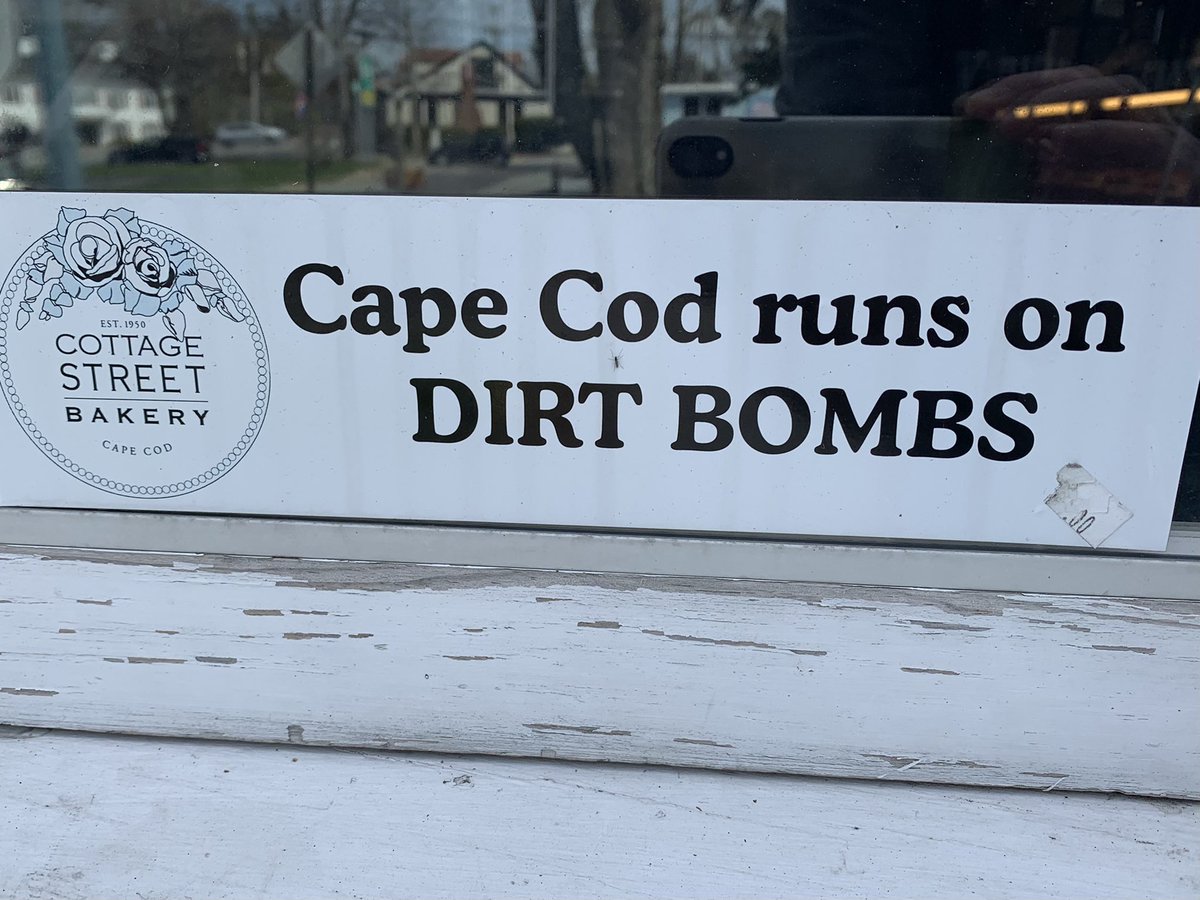 EST. 1950
COTTAGE
STREET
BAKERY
CAPE COD
Cape Cod runs on
DIRT BOMBS